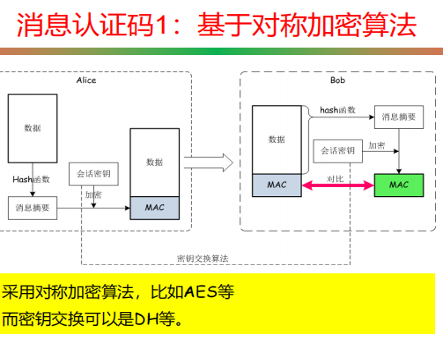 消息认证码1：基于对称加密算法
Alice
Bob
数据
Hash函数
消息摘要
会话密钥
加密
数据
MAC
数据
MAC
hash函数
消息摘要
会话密钥
加密
对比
MAC
密钥交换算法
采用对称加密算法，比如AES等
而密钥交换可以是DH等。